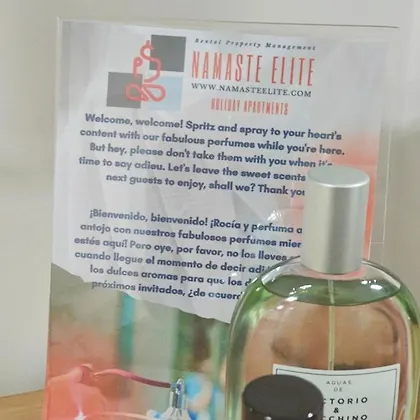 Rental Property Management
NAMASTE ELITE
WWW.NAMASTEELITE.COM
HOLIDAY APARTMENTS
Welcome, welcome! Spritz and spray to your heart's
content with our fabulous perfumes while you're here.
But hey, please don't take them with you when it's
time to say adieu. Let's leave the sweet scents
next guests to enjoy, shall we? Thank you
¡Bienvenido, bienvenido! ¡Rocía y perfuma a
antojo con nuestros fabulosos perfumes mien
estés aquí! Pero oye, por favor, no los lleves
cuando llegue el momento de decir adi
los dulces aromas para que los d
próximos invitados, ¿de acuerd
AGUAS
DE
CTORIO
&
CCHINO